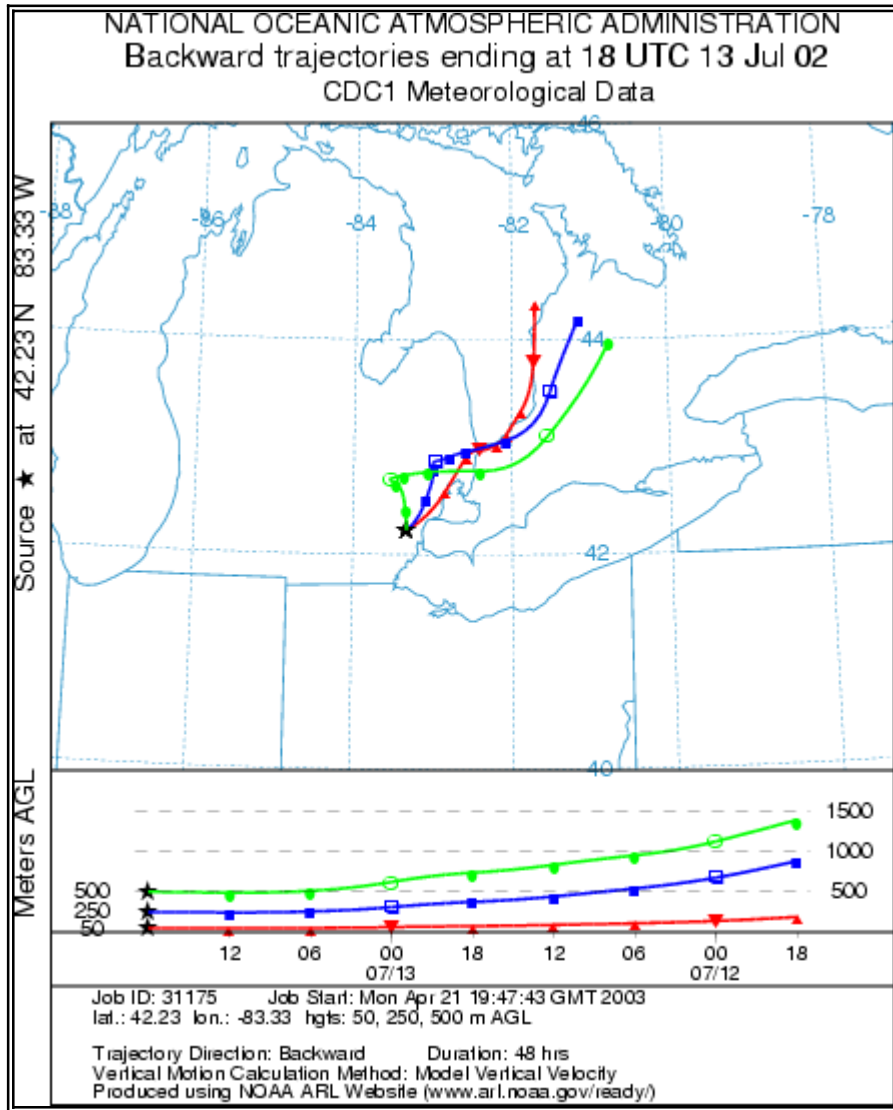 NATIONAL OCEANIC ATMOSPHERIC ADMINISTRATION
Backward trajectories ending at 18 UTC 13 Jul 02
CDC1 Meteorological Data
Source ★ at 42.23 N 83.33 W
46
-88
-86
-84
-82
-80
-78
44
42
40
Meters AGL
1500
1000
500
500
250
50
12 06 00 18 12 06 00 18
07/13 07/12
Job ID: 31175 Job Start: Mon Apr 21 19:47:43 GMT 2003
lat.: 42.23 lon.: -83.33 hgts: 50, 250, 500 m AGL
Trajectory Direction: Backward Duration: 48 hrs
Vertical Motion Calculation Method: Model Vertical Velocity
Produced using NOAA ARL Website (www.arl.noaa.gov/ready/)